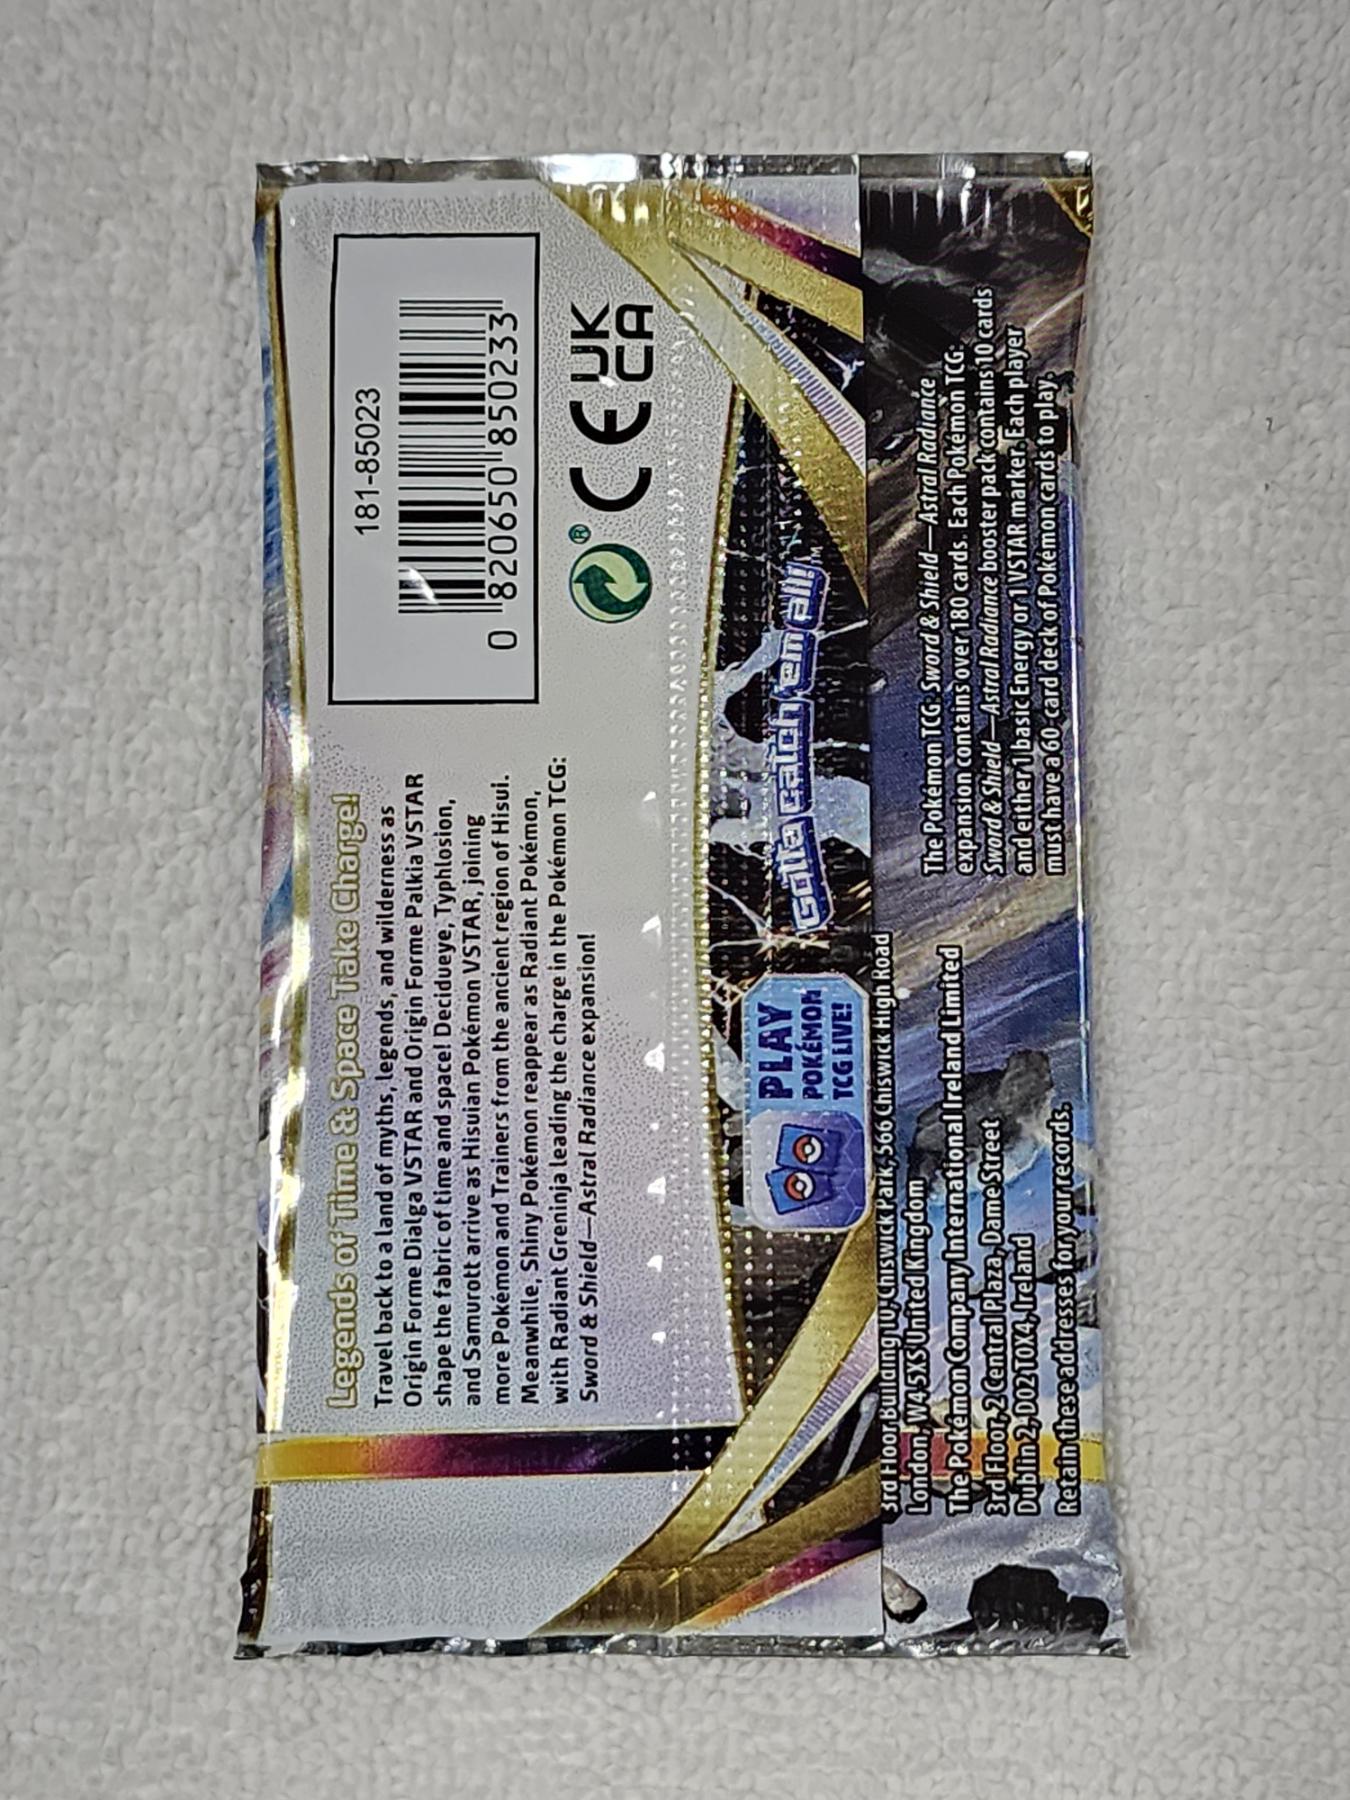 Legends of Time & Space Take Charge!
Travel back to a land of myths, legends, and wilderness as
Origin Forme Dialga VSTAR and Origin Forme Palkia VSTAR
shape the fabric of time and space! Decidueye, Typhlosion,
and Samurott arrive as Hisuian Pokémon VSTAR, joining
more Pokémon and Trainers from the ancient region of Hisui.
Meanwhile, Shiny Pokémon reappear as Radiant Pokémon,
with Radiant Greninja leading the charge in the Pokémon TCG:
Sword & Shield—Astral Radiance expansion!
181-85023
0 820650 850233
® CE UK
CA
PLAY
POKÉMON
TCG LIVE!
Gotta catch 'em all!™
3rd Floor Building 10, Chiswick Park, 566 Chiswick High Road
London, W4 5XS United Kingdom
The Pokémon Company International Ireland Limited
3rd Floor, 2 Central Plaza, Dame Street
Dublin 2, D02 T0X4, Ireland
Retain these addresses for your records.
The Pokémon TCG: Sword & Shield—Astral Radiance
expansion contains over 180 cards. Each Pokémon TCG:
Sword & Shield—Astral Radiance booster pack contains 10 cards
and either 1 basic Energy or 1 VSTAR marker. Each player
must have a 60-card deck of Pokémon cards to play.